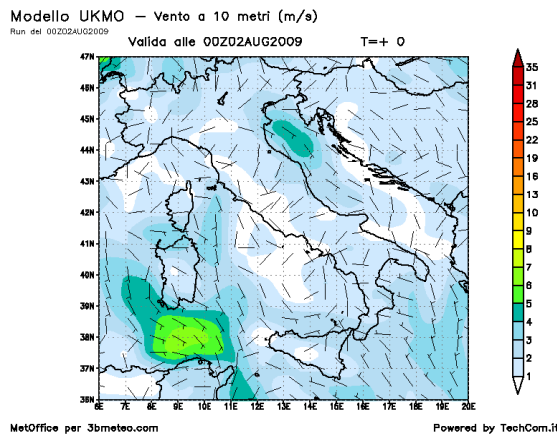 Modello UKMO – Vento a 10 metri (m/s)
Run del 00Z02AUG2009
Valida alle 00Z02AUG2009 T=+ 0
47N
46N
45N
44N
43N
42N
41N
40N
39N
38N
37N
36N
6E 7E 8E 9E 10E 11E 12E 13E 14E 15E 16E 17E 18E 19E 20E
35
31
28
25
22
19
16
13
10
9
8
7
6
5
4
3
2
1
MetOffice per 3bmeteo.com
Powered by TechCom.it